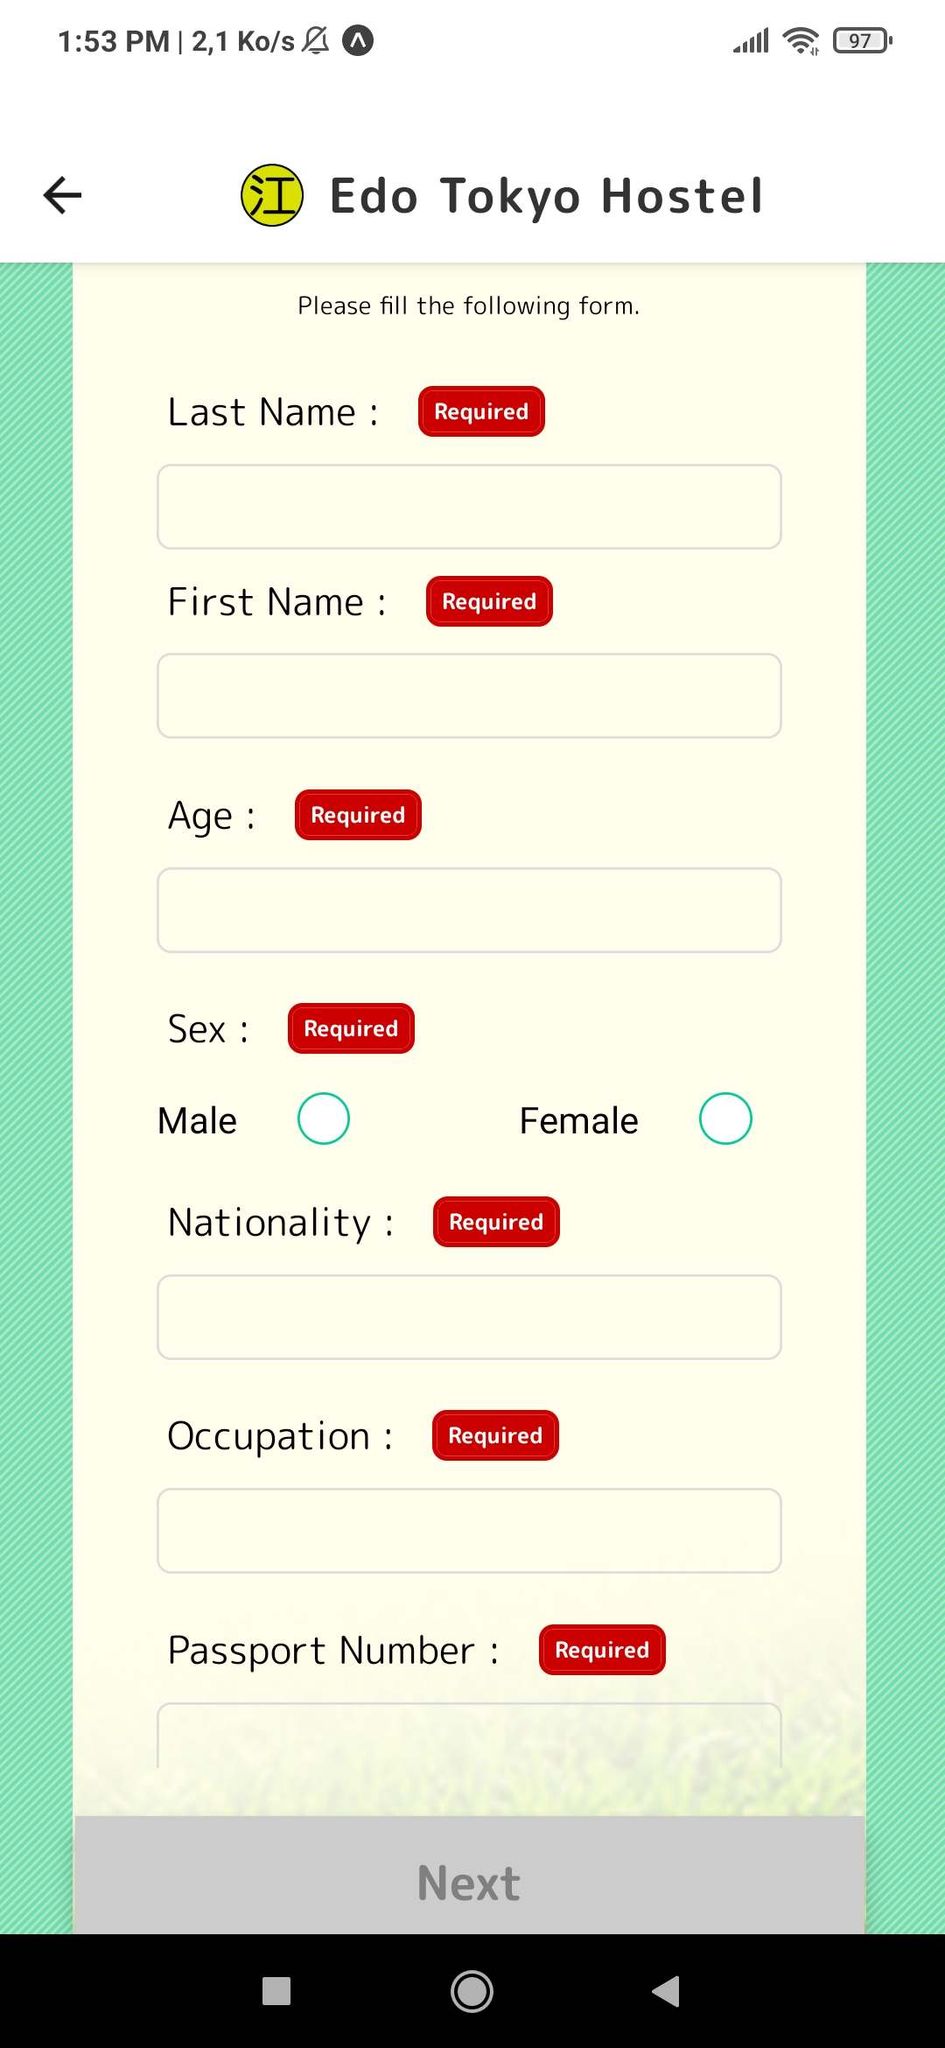 1:53 PM | 2,1 Ko/s
97
江 Edo Tokyo Hostel
Please fill the following form.
Last Name : Required
First Name : Required
Age : Required
Sex : Required
Male Female
Nationality : Required
Occupation : Required
Passport Number : Required
Next